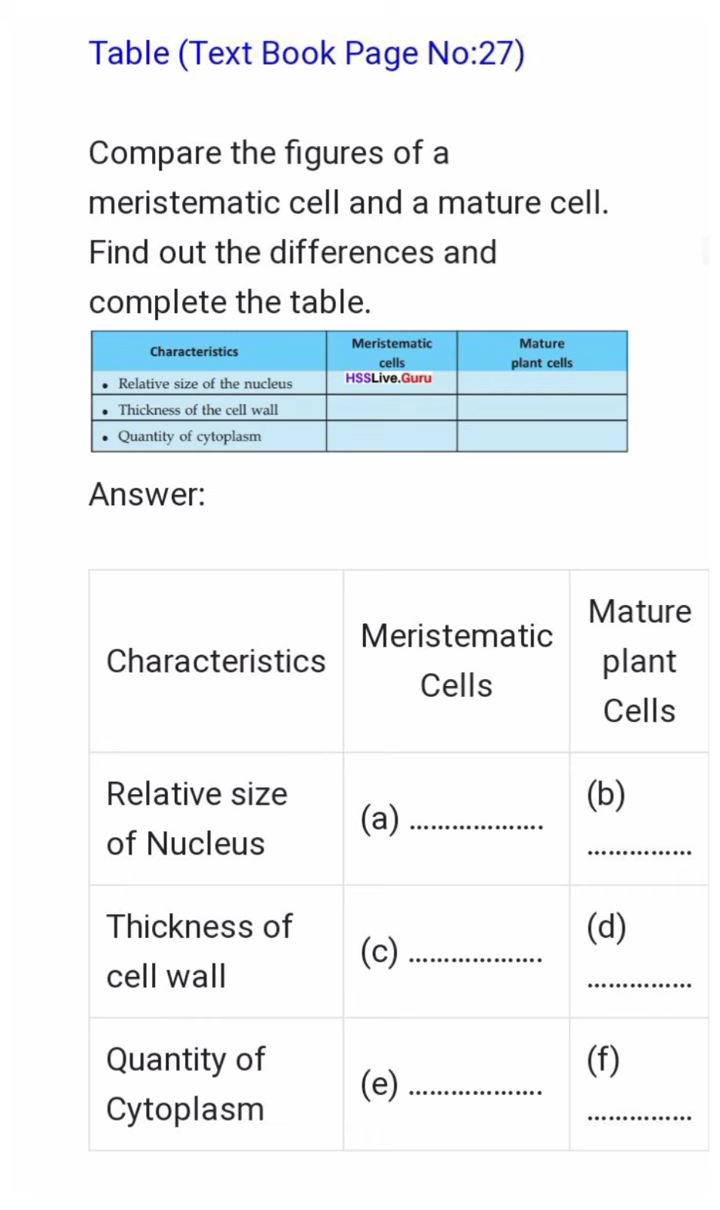 Table (Text Book Page No:27)
Compare the figures of a
meristematic cell and a mature cell.
Find out the differences and
complete the table.
Characteristics
Meristematic
cells
Mature
plant cells
• Relative size of the nucleus
HSSLive.Guru
• Thickness of the cell wall
• Quantity of cytoplasm
Answer:
Characteristics
Meristematic
Cells
Mature
plant
Cells
Relative size
of Nucleus
(a) ...................
(b)
...............
Thickness of
cell wall
(c) ...................
(d)
...............
Quantity of
Cytoplasm
(e) ...................
(f)
...............